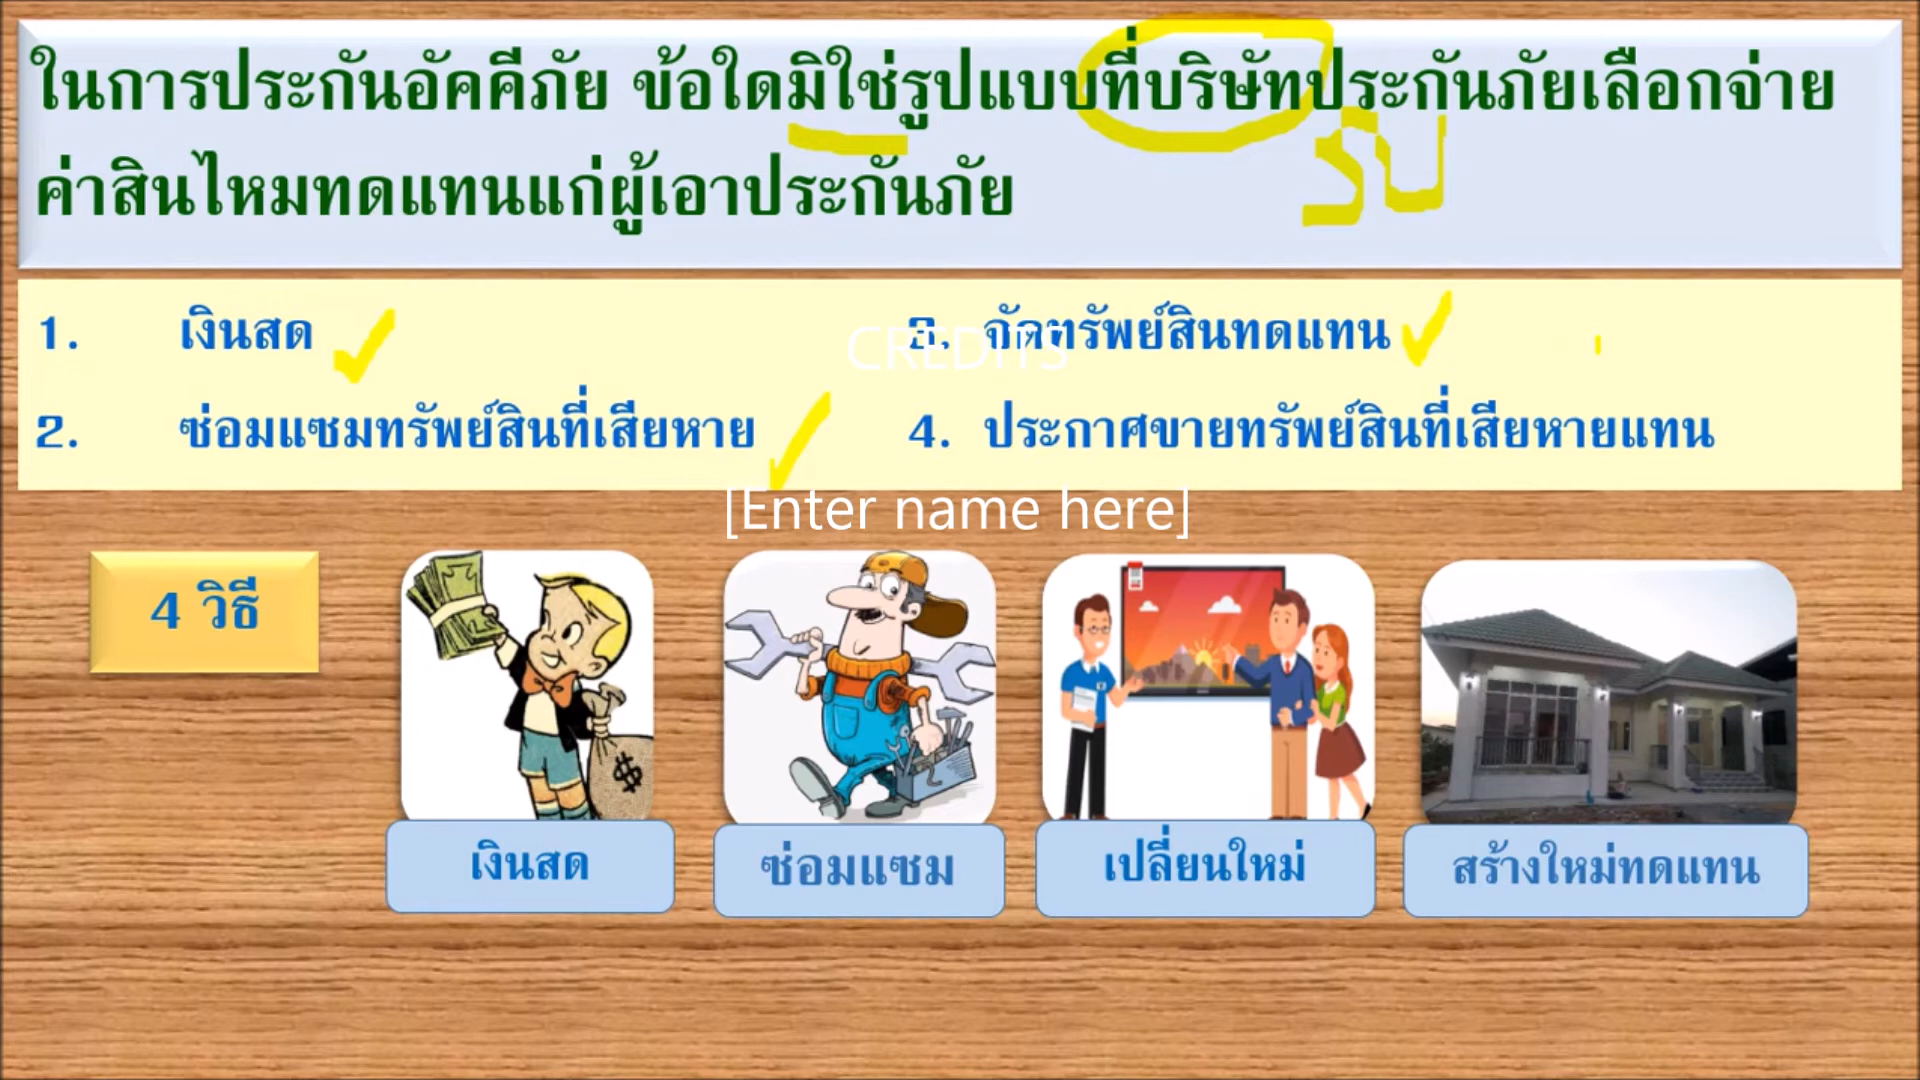 ในการประกันอัคคีภัย ข้อใดมิใช่รูปแบบที่บริษัทประกันภัยเลือกจ่าย
ค่าสินไหมทดแทนแก่ผู้เอาประกันภัย
รบ
1. เงินสด
3. จัดทรัพย์สินทดแทน
CREDITS
2. ซ่อมแซมทรัพย์สินที่เสียหาย
4. ประกาศขายทรัพย์สินที่เสียหายแทน
[Enter name here]
4 วิธี
เงินสด
ซ่อมแซม
เปลี่ยนใหม่
สร้างใหม่ทดแทน